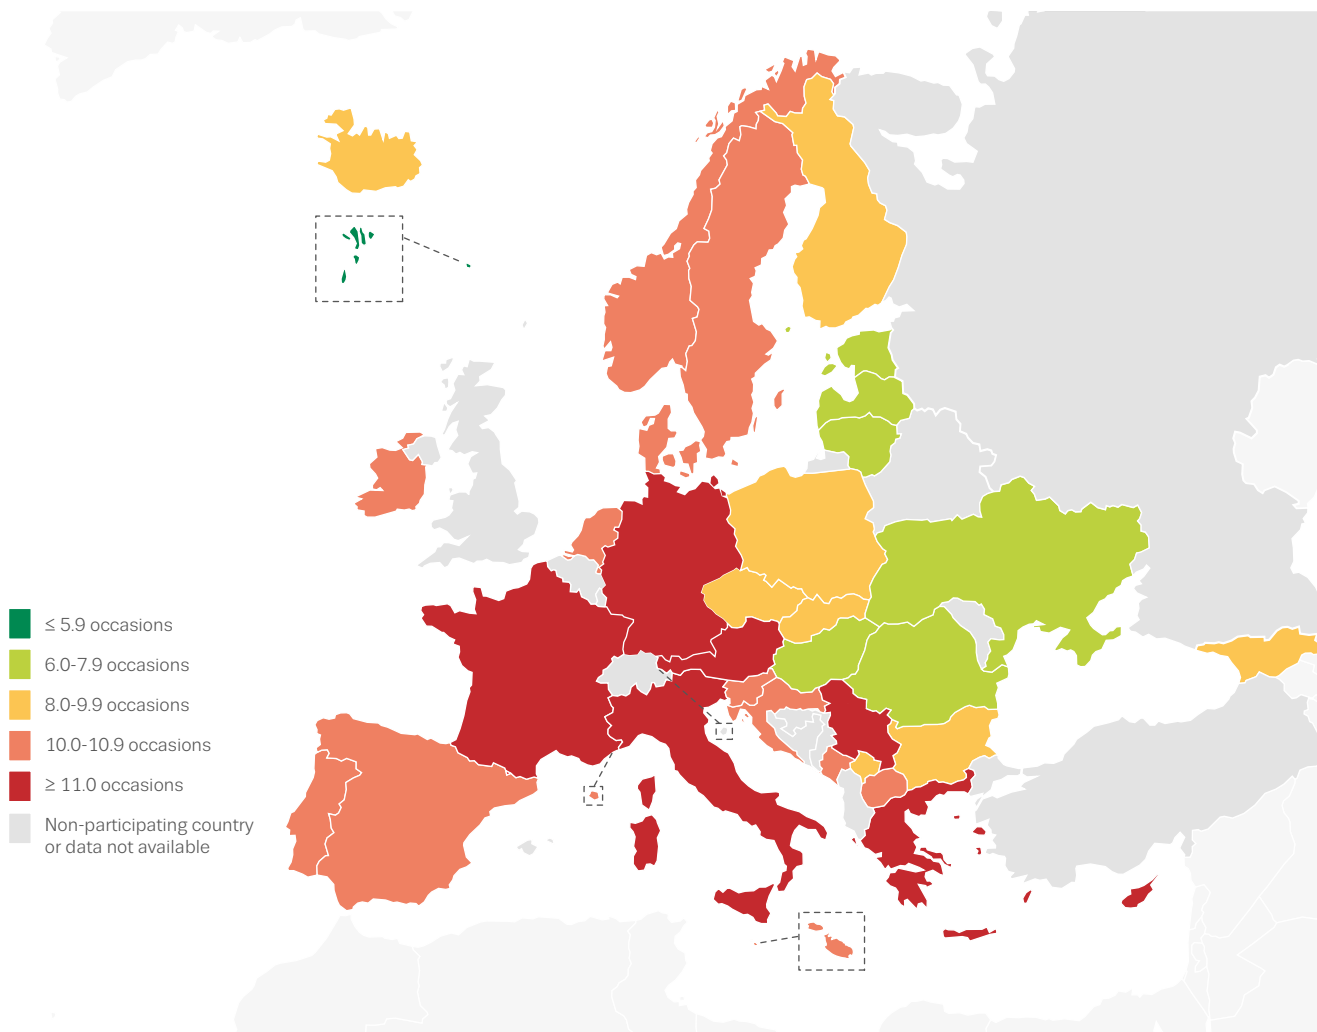 ≤ 5.9 occasions
6.0-7.9 occasions
8.0-9.9 occasions
10.0-10.9 occasions
≥ 11.0 occasions
Non-participating country
or data not available